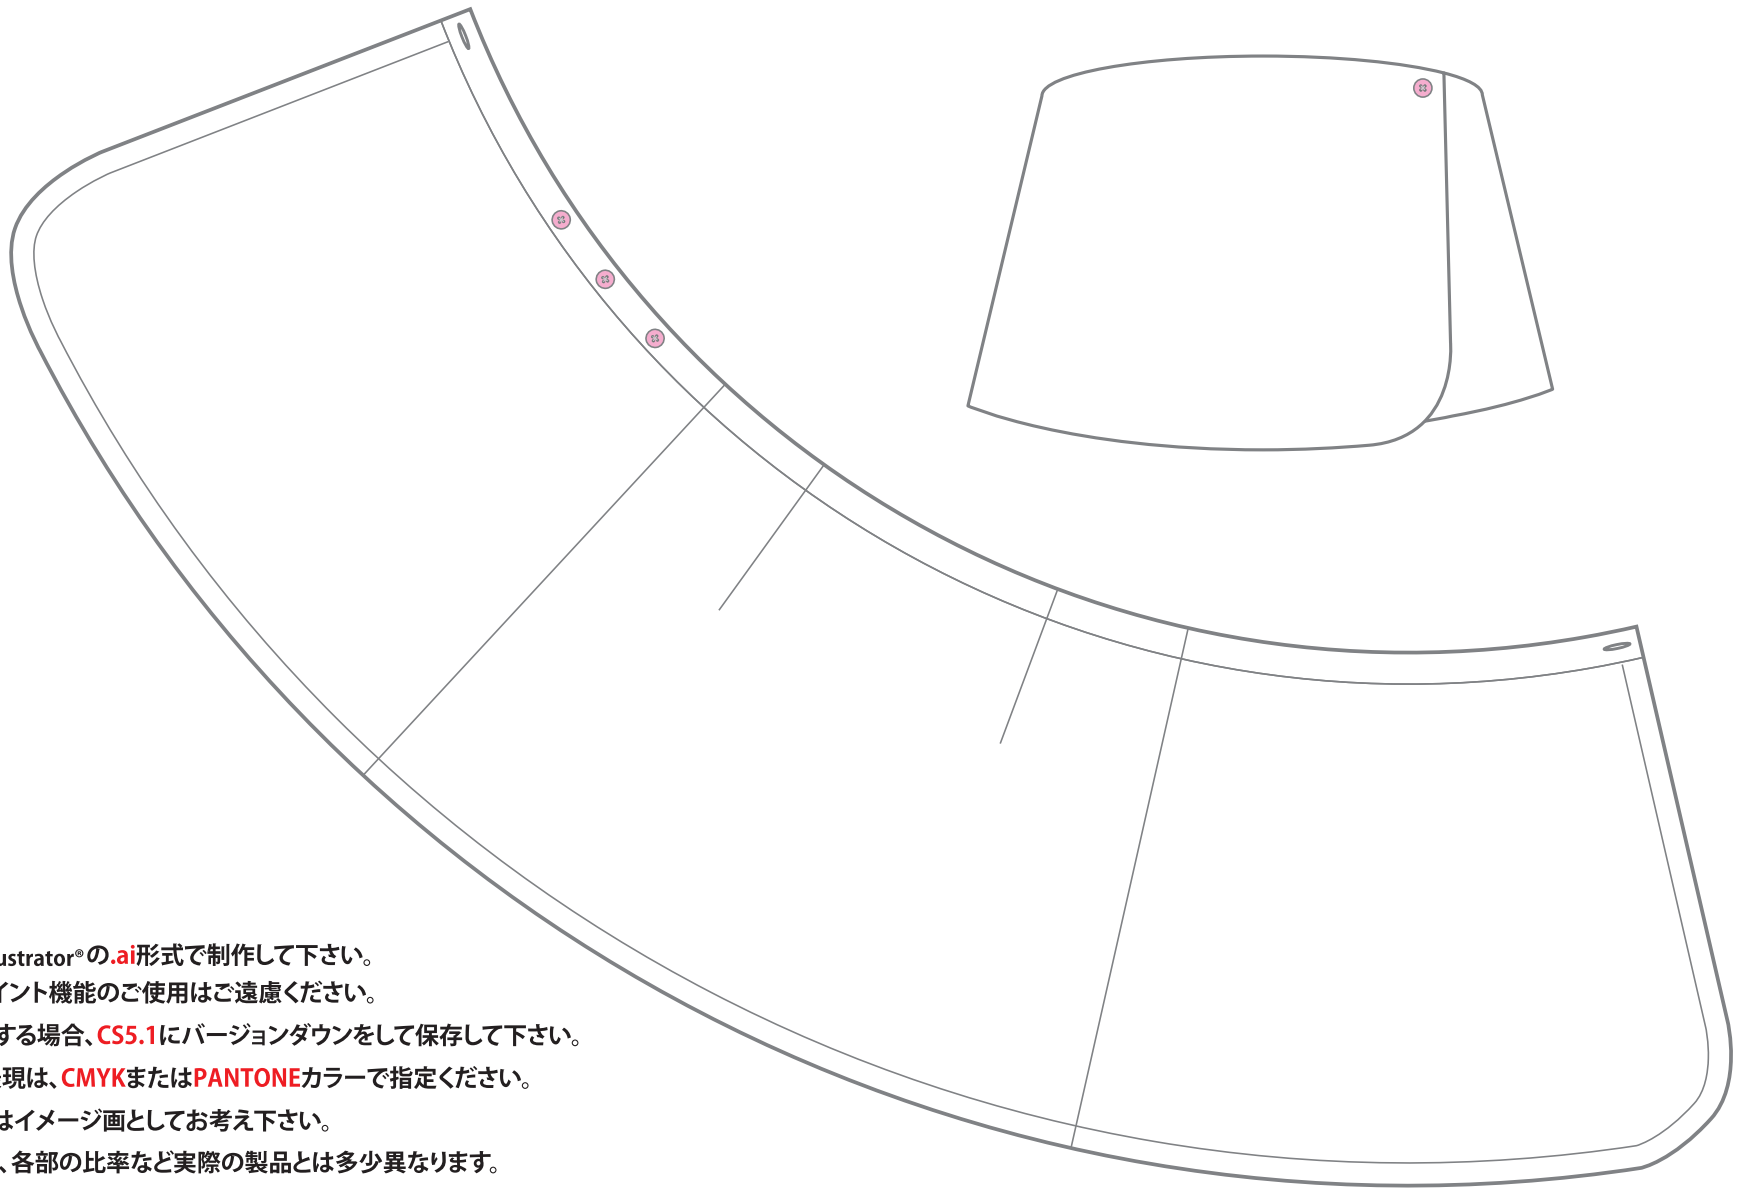 ustrator®の.ai形式で制作して下さい。
イント機能のご使用はご遠慮ください。
する場合、CS5.1にバージョンダウンをして保存して下さい。
現は、CMYKまたはPANTONEカラーで指定ください。
はイメージ画としてお考え下さい。
、各部の比率など実際の製品とは多少異なります。